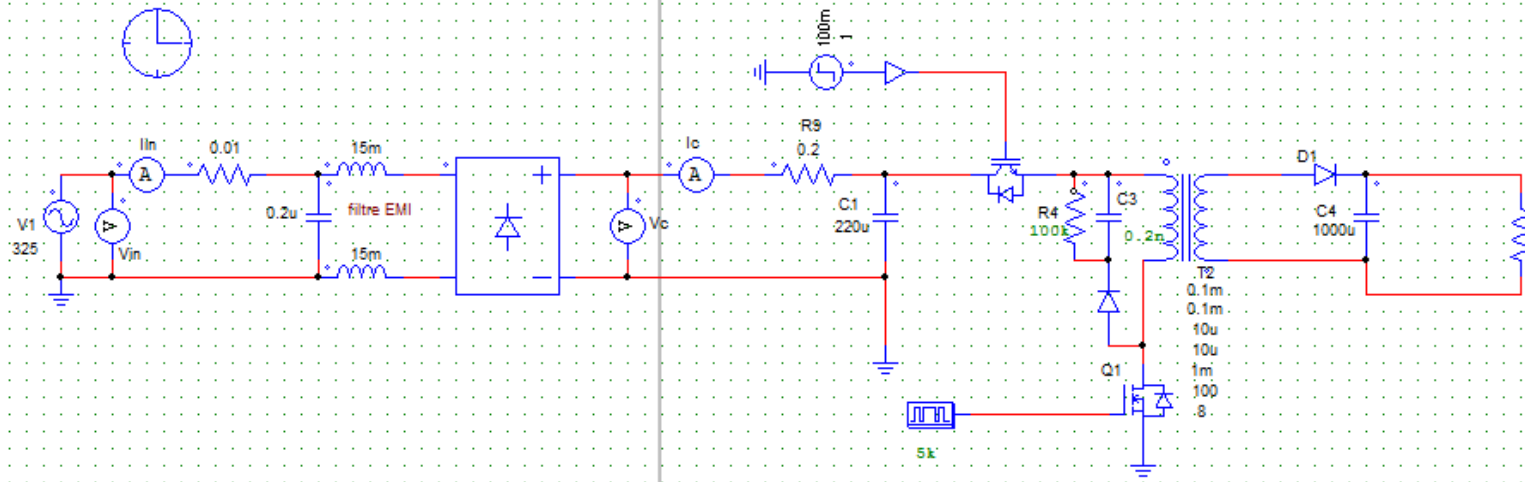 100m
1
R9
0.2
Iin
0.01
15m
Ic
A
A
D1
V1
325
V
Vin
0.2u
filtre EMI
15m
+
−
V
Vc
C1
220u
R4
100k
C3
0.2n
C4
1000u
T2
0.1m
0.1m
10u
10u
1m
100
8
Q1
5k